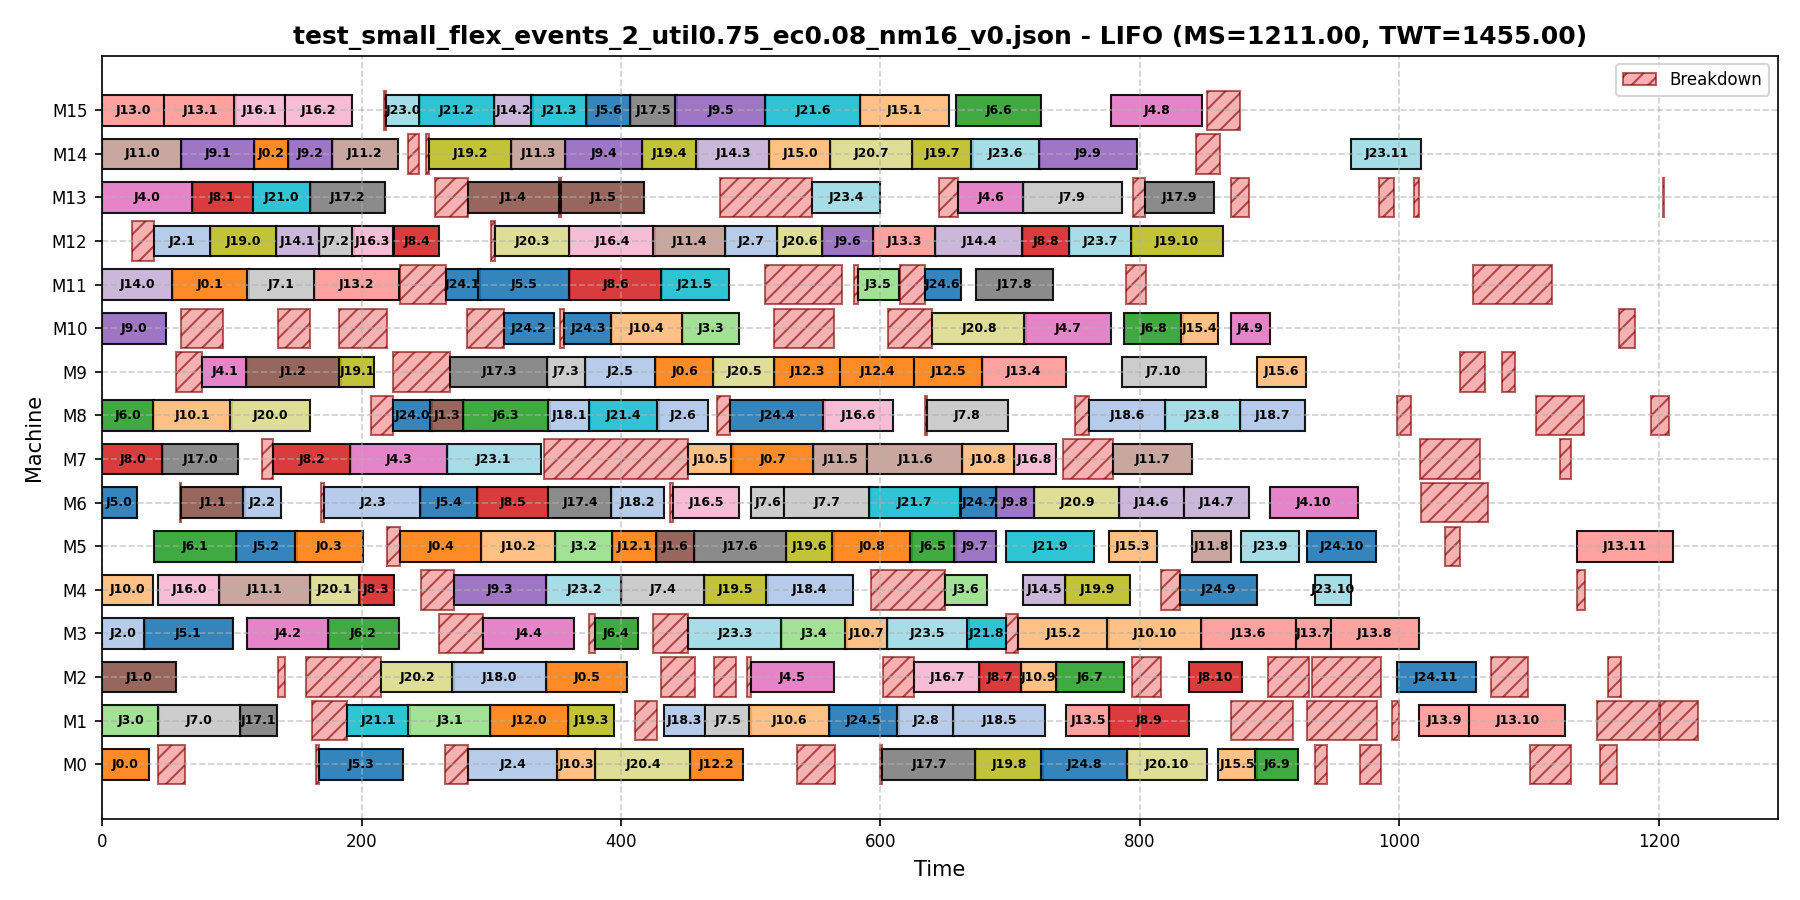 test_small_flex_events_2_util0.75_ec0.08_nm16_v0.json - LIFO (MS=1211.00, TWT=1455.00)
Breakdown
M15 J13.0 J13.1 J16.1 J16.2 J23.0 J21.2 J14.2 J21.3 J5.6 J17.5 J9.5 J21.6 J15.1 J6.6 J4.8
M14 J11.0 J9.1 J0.2 J9.2 J11.2 J19.2 J11.3 J9.4 J19.4 J14.3 J15.0 J20.7 J19.7 J23.6 J9.9 J23.11
M13 J4.0 J8.1 J21.0 J17.2 J1.4 J1.5 J23.4 J4.6 J7.9 J17.9
M12 J2.1 J19.0 J14.1 J7.2 J16.3 J8.4 J20.3 J16.4 J11.4 J2.7 J20.6 J9.6 J13.3 J14.4 J8.8 J23.7 J19.10
M11 J14.0 J0.1 J7.1 J13.2 J24.1 J5.5 J8.6 J21.5 J3.5 J24.6 J17.8
M10 J9.0 J24.2 J24.3 J10.4 J3.3 J20.8 J4.7 J6.8 J15.4 J4.9
M9 J4.1 J1.2 J19.1 J17.3 J7.3 J2.5 J0.6 J20.5 J12.3 J12.4 J12.5 J13.4 J7.10 J15.6
M8 J6.0 J10.1 J20.0 J24.0 J1.3 J6.3 J18.1 J21.4 J2.6 J24.4 J16.6 J7.8 J18.6 J23.8 J18.7
M7 J8.0 J17.0 J8.2 J4.3 J23.1 J10.5 J0.7 J11.5 J11.6 J10.8 J16.8 J11.7
M6 J5.0 J1.1 J2.2 J2.3 J5.4 J8.5 J17.4 J18.2 J16.5 J7.6 J7.7 J21.7 J24.7 J9.8 J20.9 J14.6 J14.7 J4.10
M5 J6.1 J5.2 J0.3 J0.4 J10.2 J3.2 J12.1 J1.6 J17.6 J19.6 J0.8 J6.5 J9.7 J21.9 J15.3 J11.8 J23.9 J24.10 J13.11
M4 J10.0 J16.0 J11.1 J20.1 J8.3 J9.3 J23.2 J7.4 J19.5 J18.4 J3.6 J14.5 J19.9 J24.9 J23.10
M3 J2.0 J5.1 J4.2 J6.2 J4.4 J6.4 J23.3 J3.4 J10.7 J23.5 J21.8 J15.2 J10.10 J13.6 J13.7 J13.8
M2 J1.0 J20.2 J18.0 J0.5 J4.5 J16.7 J8.7 J10.9 J6.7 J8.10 J24.11
M1 J3.0 J7.0 J17.1 J21.1 J3.1 J12.0 J19.3 J18.3 J7.5 J10.6 J24.5 J2.8 J18.5 J13.5 J8.9 J13.9 J13.10
M0 J0.0 J5.3 J2.4 J10.3 J20.4 J12.2 J17.7 J19.8 J24.8 J20.10 J15.5 J6.9
0 200 400 600 800 1000 1200
Time
Machine